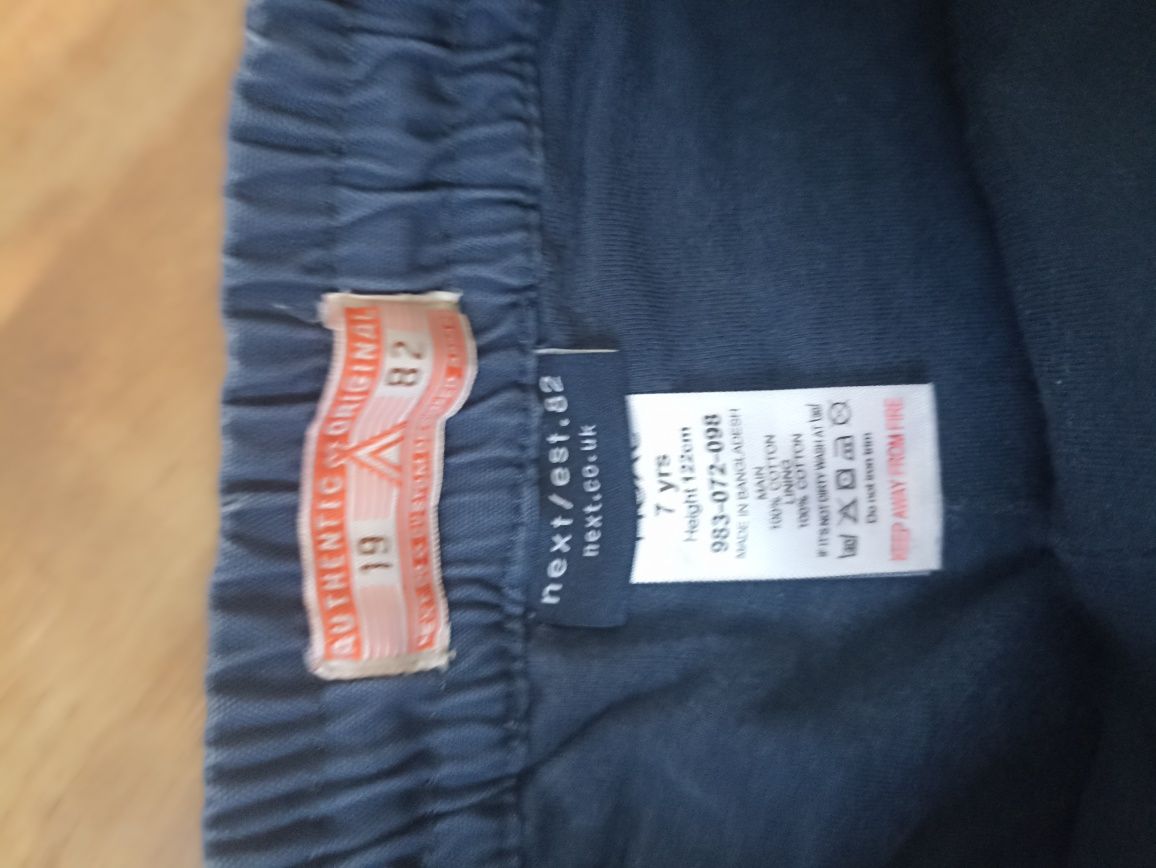 AUTHENTIC & ORIGINAL
19 82
next/est.82
next.co.uk
7 yrs
Height 122cm
983-072-098
MADE IN BANGLADESH
MAIN
100% COTTON
LINING
100% COTTON
IF IT'S NOT DIRTY WASH AT
Do not iron trim
KEEP AWAY FROM FIRE